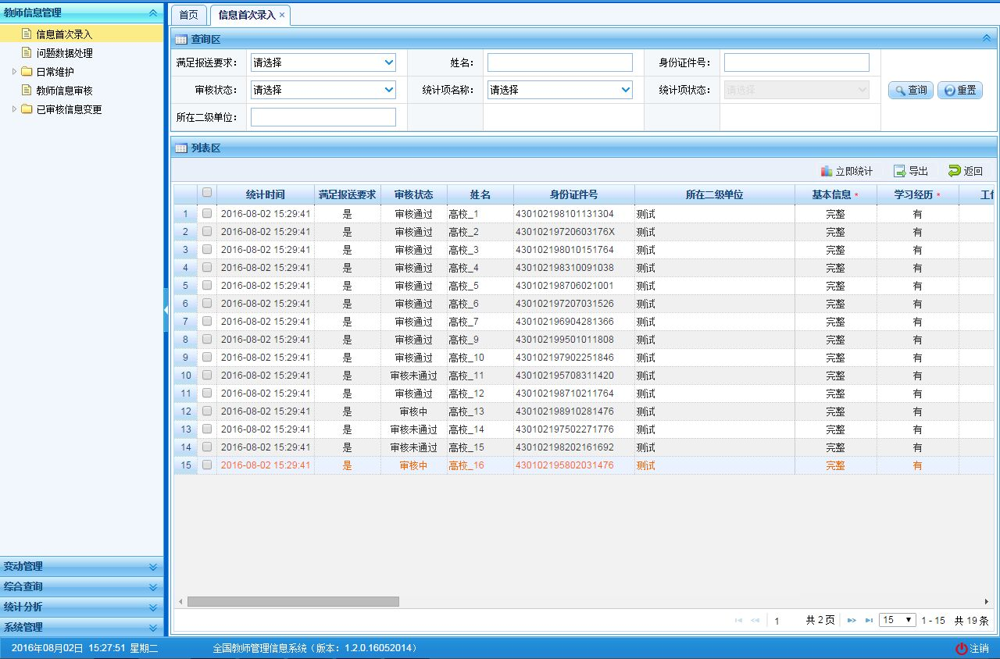 教师信息管理
首页 信息首次录入 ×
信息首次录入
问题数据处理
日常维护
教师信息审核
已审核信息变更
查询区
满足报送要求： 请选择 姓名： 身份证件号：
审核状态： 请选择 统计项名称： 请选择 统计项状态： 请选择 查询 重置
所在二级单位：
列表区
立即统计 导出 返回
统计时间 满足报送要求 审核状态 姓名 身份证件号 所在二级单位 基本信息 * 学习经历 *
1 2016-08-02 15:29:41 是 审核通过 高校_1 430102198101131304 测试 完整 有
2 2016-08-02 15:29:41 是 审核通过 高校_2 43010219720603176X 测试 完整 有
3 2016-08-02 15:29:41 是 审核通过 高校_3 430102198010151764 测试 完整 有
4 2016-08-02 15:29:41 是 审核通过 高校_4 430102198310091038 测试 完整 有
5 2016-08-02 15:29:41 是 审核通过 高校_5 430102198706021001 测试 完整 有
6 2016-08-02 15:29:41 是 审核通过 高校_6 430102197207031526 测试 完整 有
7 2016-08-02 15:29:41 是 审核通过 高校_7 430102196904281366 测试 完整 有
8 2016-08-02 15:29:41 是 审核通过 高校_9 430102199501011808 测试 完整 有
9 2016-08-02 15:29:41 是 审核通过 高校_10 430102197902251846 测试 完整 有
10 2016-08-02 15:29:41 是 审核未通过 高校_11 430102195708311420 测试 完整 有
11 2016-08-02 15:29:41 是 审核通过 高校_12 430102198710211764 测试 完整 有
12 2016-08-02 15:29:41 是 审核中 高校_13 430102198910281476 测试 完整 有
13 2016-08-02 15:29:41 是 审核未通过 高校_14 430102197502271776 测试 完整 有
14 2016-08-02 15:29:41 是 审核未通过 高校_15 430102198202161692 测试 完整 有
15 2016-08-02 15:29:41 是 审核中 高校_16 430102195802031476 测试 完整 有
变动管理
综合查询
统计分析
系统管理
1 共 2 页 15 1 - 15 共 19 条
2016年08月02日 15:27:51 星期二 全国教师管理信息系统（版本：1.2.0.16052014） 注销